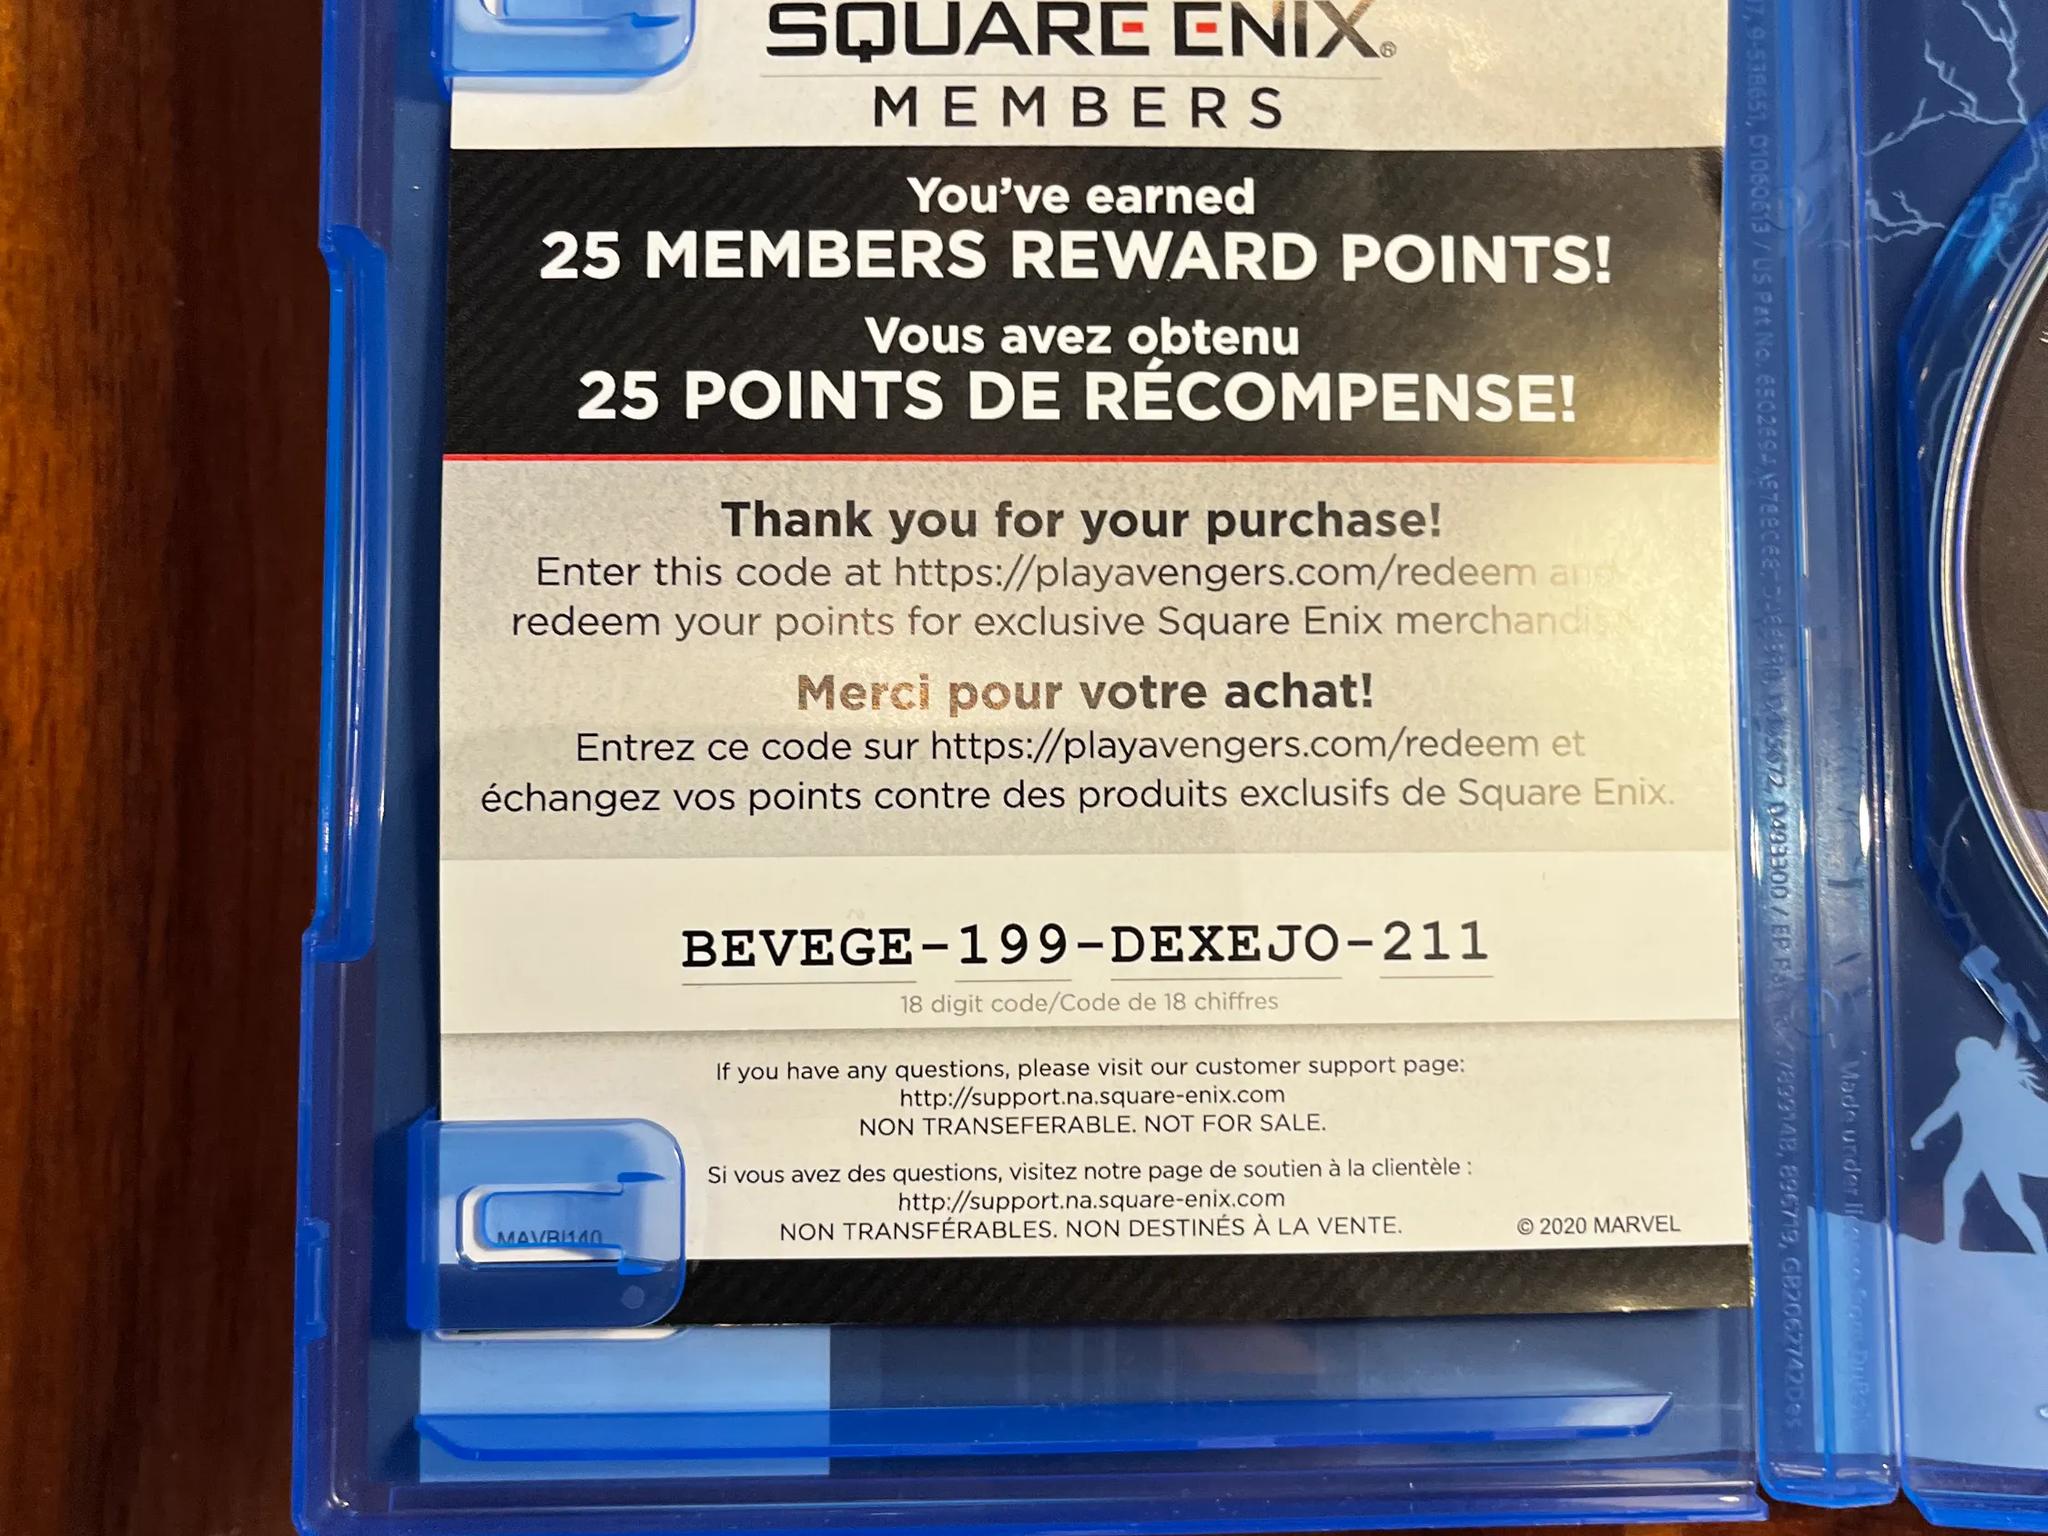 SQUARE ENIX®
MEMBERS
You've earned
25 MEMBERS REWARD POINTS!
Vous avez obtenu
25 POINTS DE RÉCOMPENSE!
Thank you for your purchase!
Enter this code at https://playavengers.com/redeem and
redeem your points for exclusive Square Enix
Merci pour votre achat!
Entrez ce code sur https://playavengers.com/redeem et
échangez vos points contre des produits exclusifs de Square Enix.
BEVEGE-199-DEXEJO-211
18 digit code/Code de 18 chiffres
If you have any questions, please visit our customer support page:
http://support.na.square-enix.com
NON TRANSEFERABLE. NOT FOR SALE.
Si vous avez des questions, visitez notre page de soutien à la clientèle :
http://support.na.square-enix.com
NON TRANSFÉRABLES. NON DESTINÉS À LA VENTE.
© 2020 MARVEL
Made under